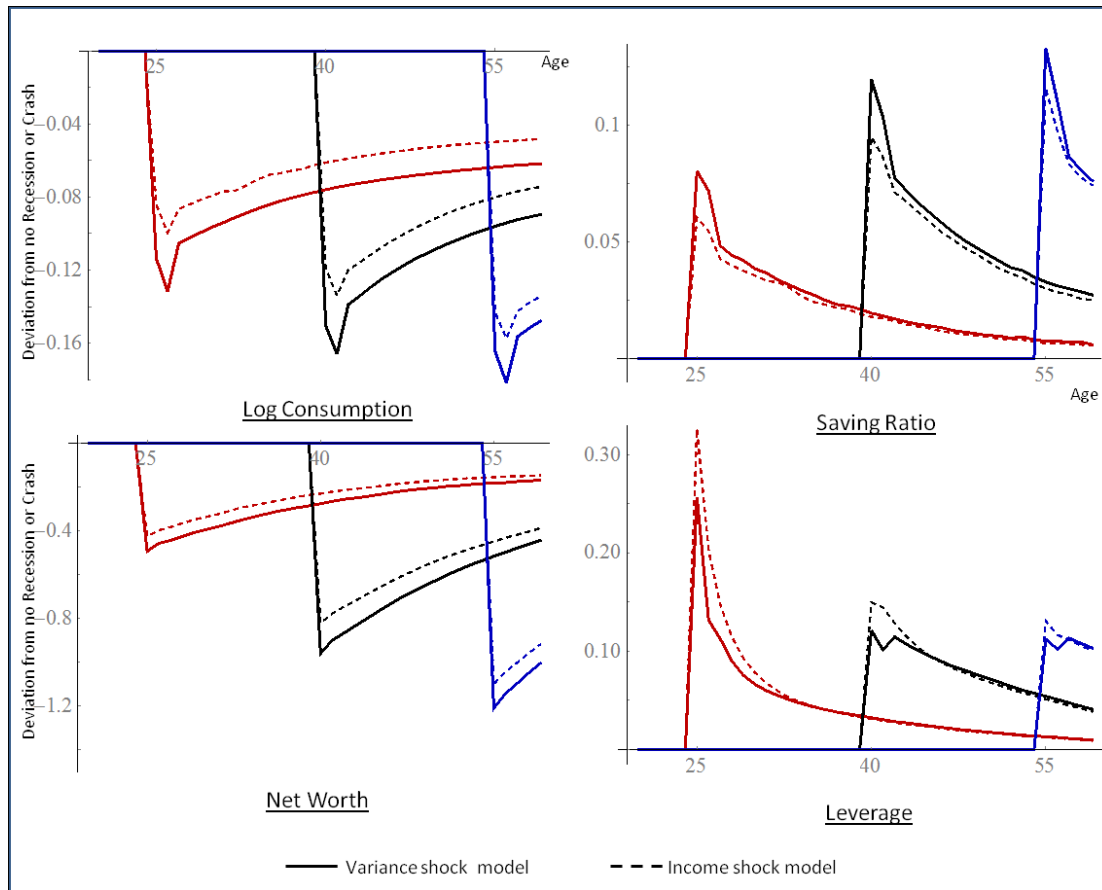 Deviation from no Recession or Crash
25
40
55
Age
−0.04
−0.08
−0.12
−0.16
Log Consumption
0.1
0.05
25
40
55
Age
Saving Ratio
Deviation from no Recession or Crash
25
40
55
−0.4
−0.8
−1.2
Net Worth
0.30
0.20
0.10
25
40
55
Leverage
Variance shock model
Income shock model